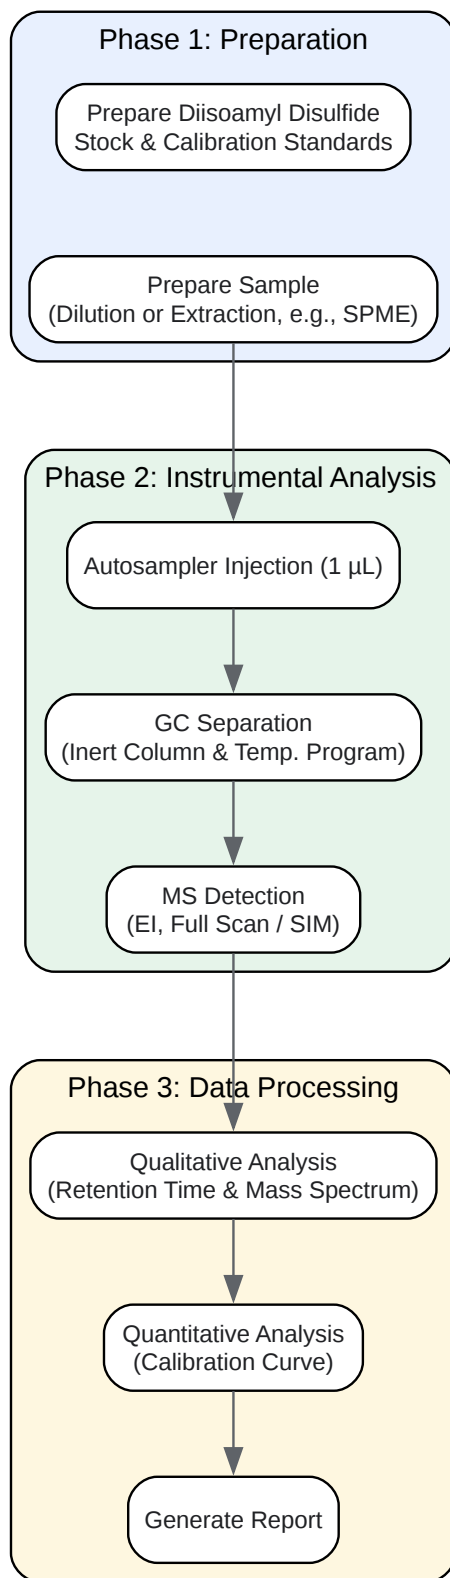 Phase 1: Preparation
Prepare Diisoamyl Disulfide
Stock & Calibration Standards
Prepare Sample
(Dilution or Extraction, e.g., SPME)
Phase 2: Instrumental Analysis
Autosampler Injection (1 µL)
GC Separation
(Inert Column & Temp. Program)
MS Detection
(EI, Full Scan / SIM)
Phase 3: Data Processing
Qualitative Analysis
(Retention Time & Mass Spectrum)
Quantitative Analysis
(Calibration Curve)
Generate Report